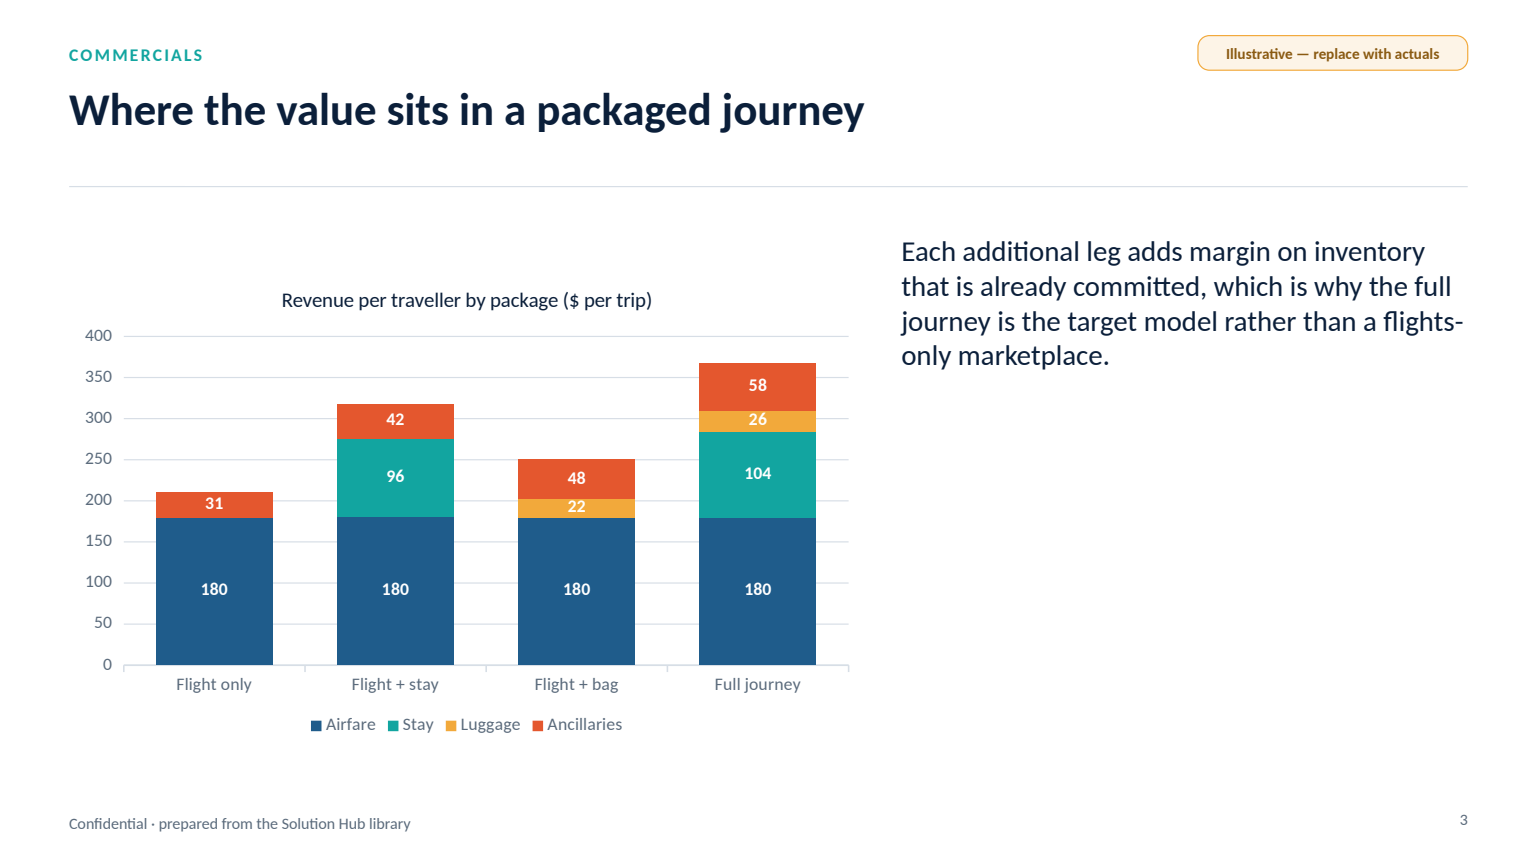 COMMERCIALS
Illustrative — replace with actuals
Where the value sits in a packaged journey
Each additional leg adds margin on inventory
that is already committed, which is why the full
journey is the target model rather than a flights-
only marketplace.
Revenue per traveller by package ($ per trip)
400
350
300
250
200
150
100
50
0
31
180
42
96
180
48
22
180
58
26
104
180
Flight only
Flight + stay
Flight + bag
Full journey
Airfare Stay Luggage Ancillaries
Confidential · prepared from the Solution Hub library
3